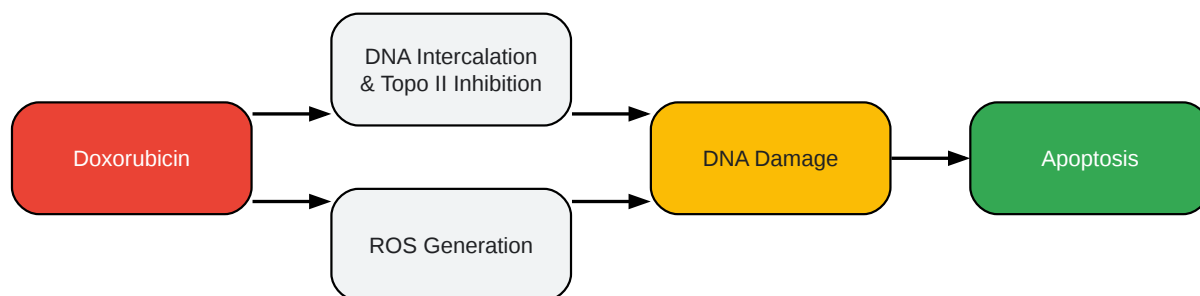 Doxorubicin
DNA Intercalation
& Topo II Inhibition
ROS Generation
DNA Damage
Apoptosis